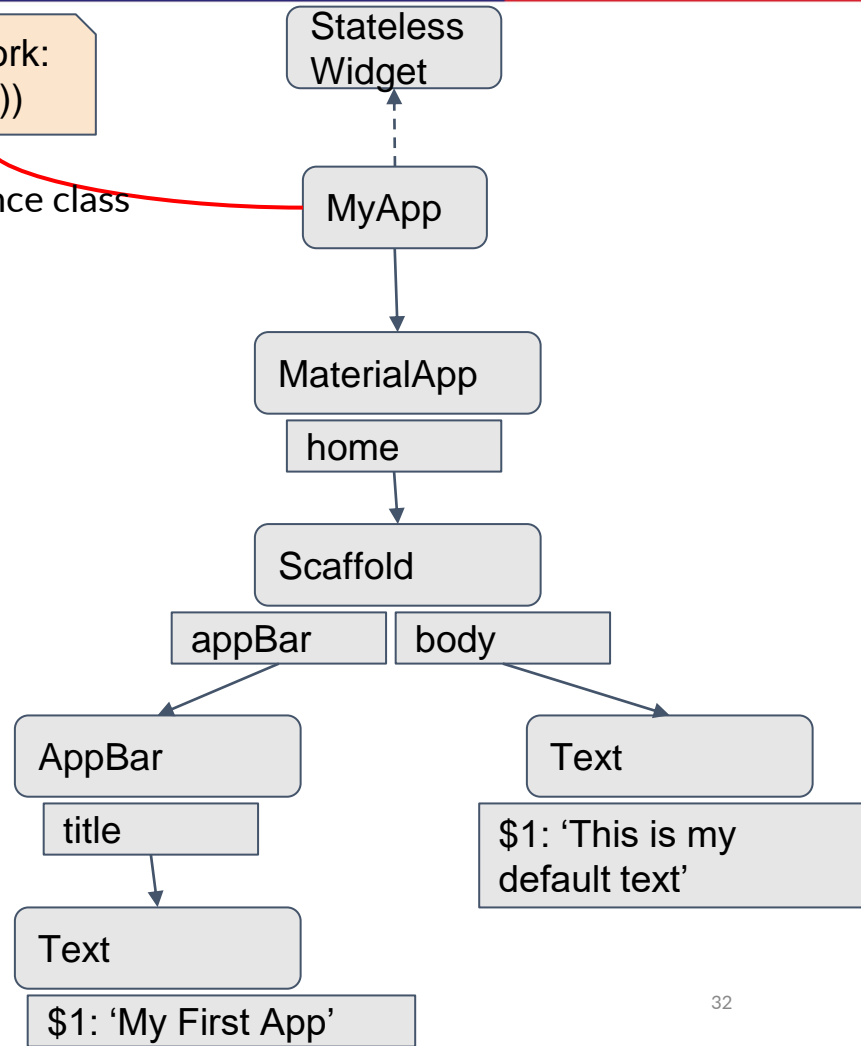 Stateless
Widget
ork:
))
nce class
MyApp
MaterialApp
home
Scaffold
appBar
body
AppBar
Text
title
$1: ‘This is my
default text’
Text
$1: ‘My First App’
32